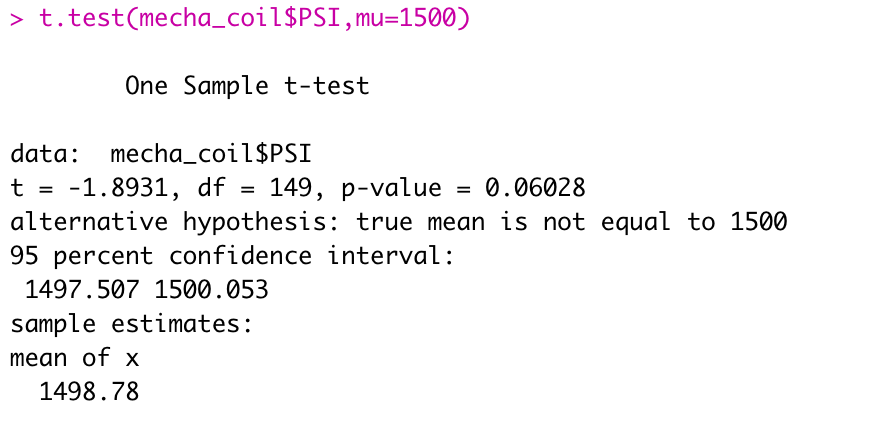 > t.test(mecha_coil$PSI,mu=1500)
One Sample t-test
data:  mecha_coil$PSI
t = -1.8931, df = 149, p-value = 0.06028
alternative hypothesis: true mean is not equal to 1500
95 percent confidence interval:
 1497.507 1500.053
sample estimates:
mean of x
  1498.78